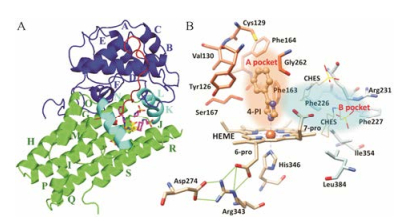 A
A
C
E
B
F
L
K
H
R
S
P
Q
B
Cys129
A pocket
Phe164
Val130
Gly262
CHES
Arg231
Tyr126
Phe163
Phe226
B pocket
4-PI
Ser167
CHES
Phe227
HEME
7-pro
6-pro
His346
Ile354
Leu384
Asp274
Arg343